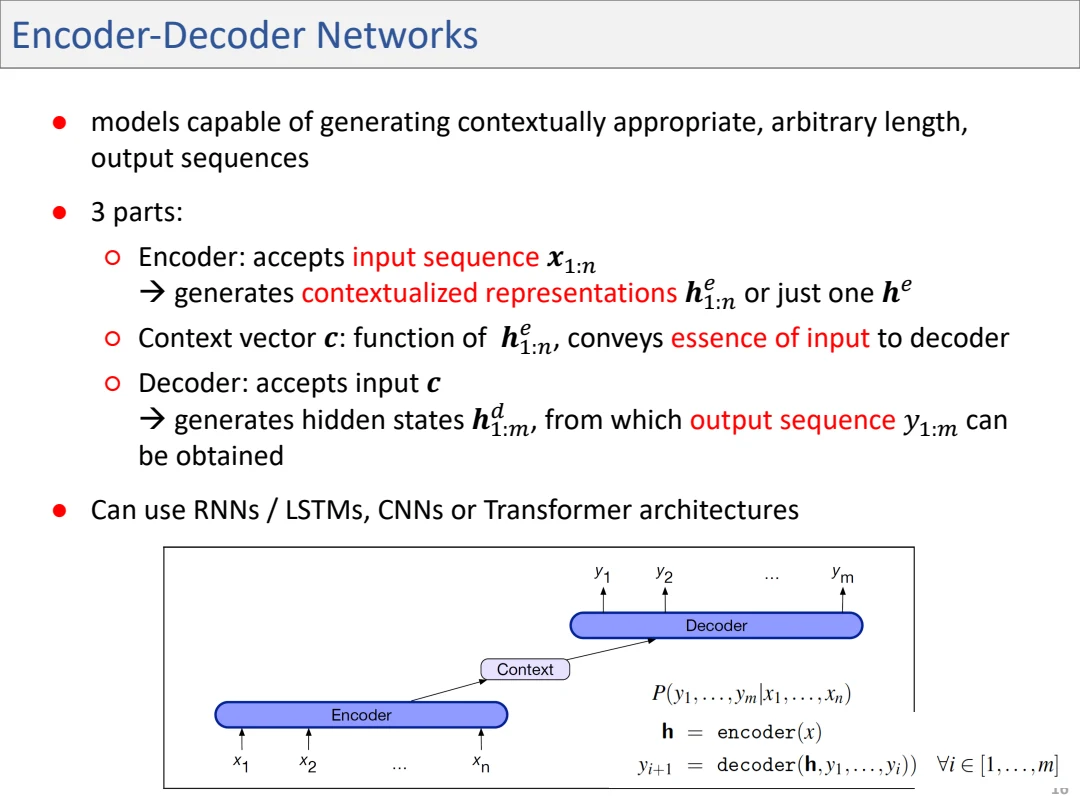 Encoder-Decoder Networks
● models capable of generating contextually appropriate, arbitrary length,
output sequences
● 3 parts:
○ Encoder: accepts input sequence 𝒙₁:ₙ
→ generates contextualized representations 𝒉ᵉ₁:ₙ or just one 𝒉ᵉ
○ Context vector 𝒄: function of 𝒉ᵉ₁:ₙ, conveys essence of input to decoder
○ Decoder: accepts input 𝒄
→ generates hidden states 𝒉ᵈ₁:ₘ, from which output sequence y₁:ₘ can
be obtained
● Can use RNNs / LSTMs, CNNs or Transformer architectures
y₁ y₂ ... yₘ
Decoder
Context
Encoder
x₁ x₂ ... xₙ
P(y₁,...,yₘ|x₁,...,xₙ)
h = encoder(x)
yᵢ₊₁ = decoder(h,y₁,...,yᵢ)) ∀i ∈ [1,...,m]